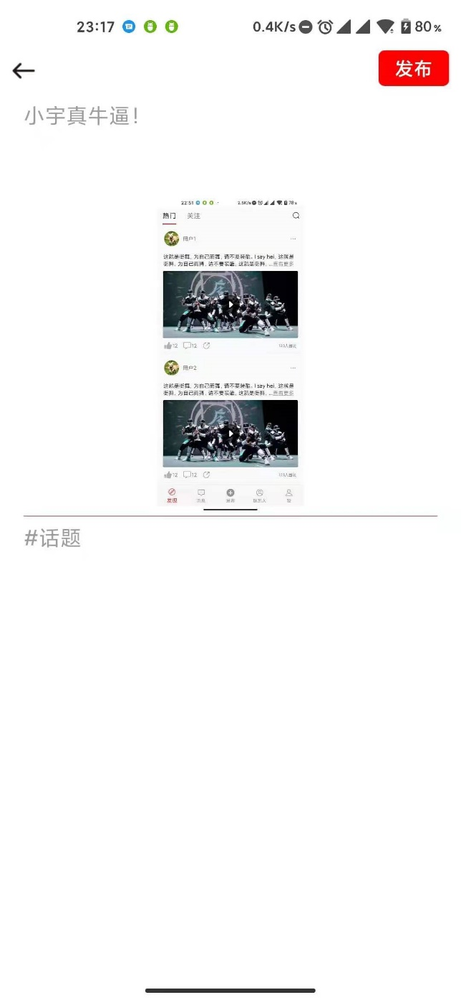 23:17 0.4K/s 80%
发布
小宇真牛逼！
22:51 2.5K/s 78%
热门 关注
用户1
这就是街舞，为自己而舞，请不要装酷。I say hei, 这就是
街舞，为自己而舞，请不要装酷。这就是街舞，...查看更多
12 12
用户2
这就是街舞，为自己而舞，请不要装酷。I say hei, 这就是
街舞，为自己而舞，请不要装酷。这就是街舞，...查看更多
12 12
发现 消息 发布 联系人 我
#话题